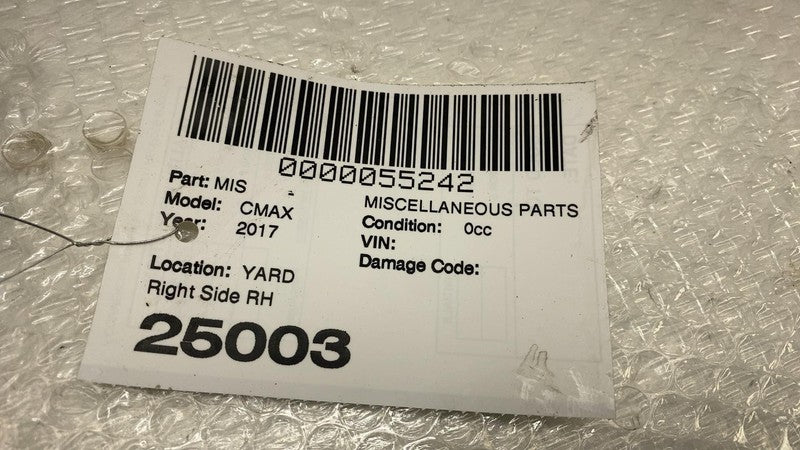 0000055242
Part: MIS
MISCELLANEOUS PARTS
Model: CMAX
Condition: 0cc
Year: 2017
VIN:
Damage Code:
Location: YARD
Right Side RH
25003